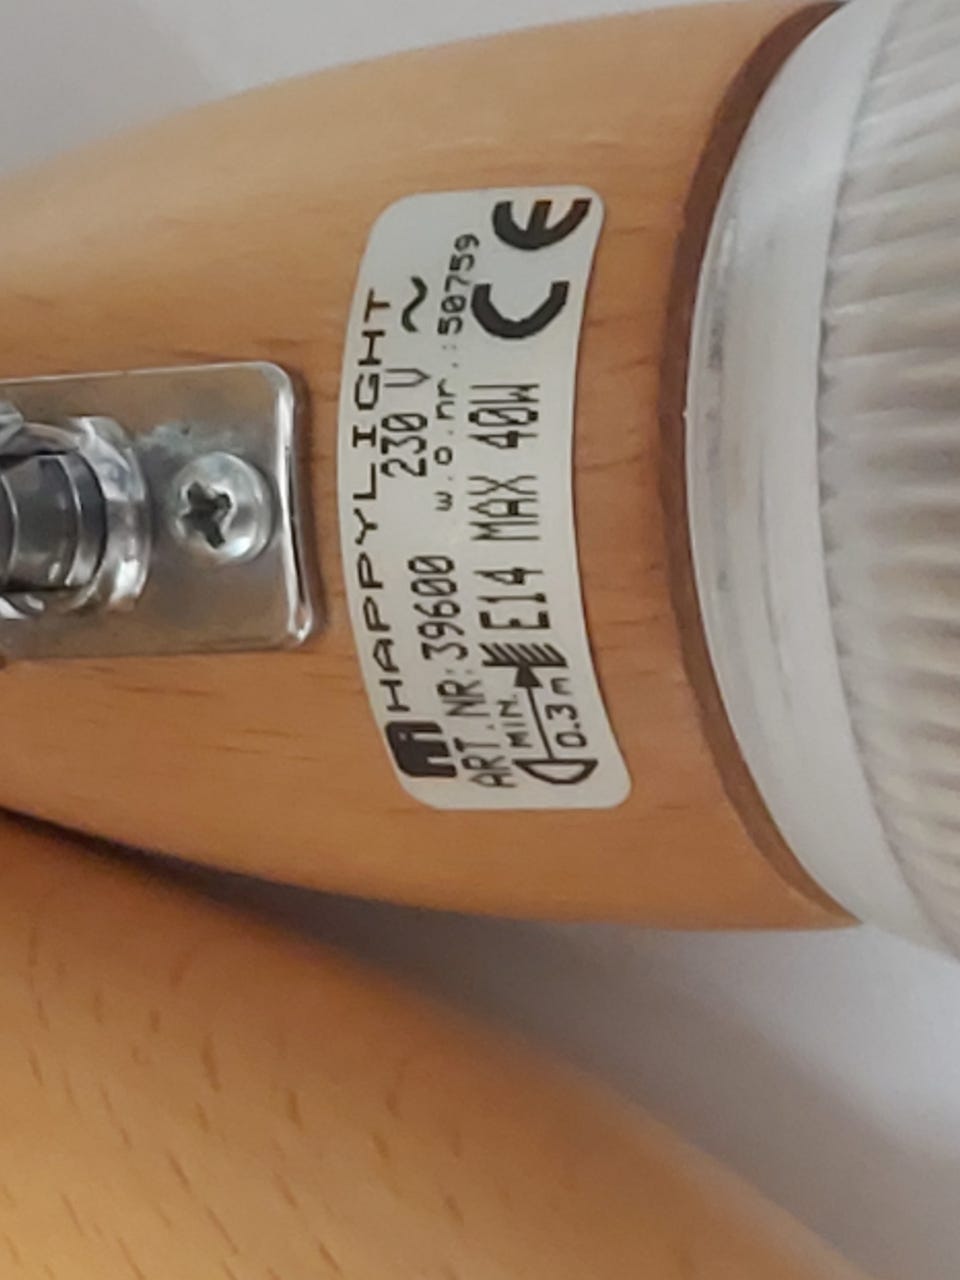 HAPPYLIGHT
ART.NR:39600 230 V ~
w.o.nr.:50759
MIN. E14 MAX 40W CE
0.3m